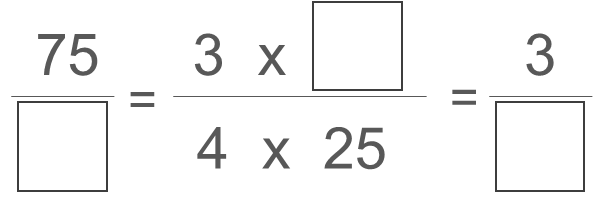 75 = 3 x = 3
4 x 25